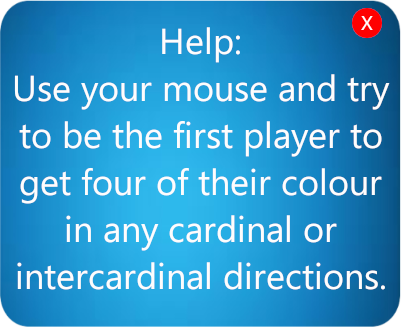 X
Help:
Use your mouse and try
to be the first player to
get four of their colour
in any cardinal or
intercardinal directions.